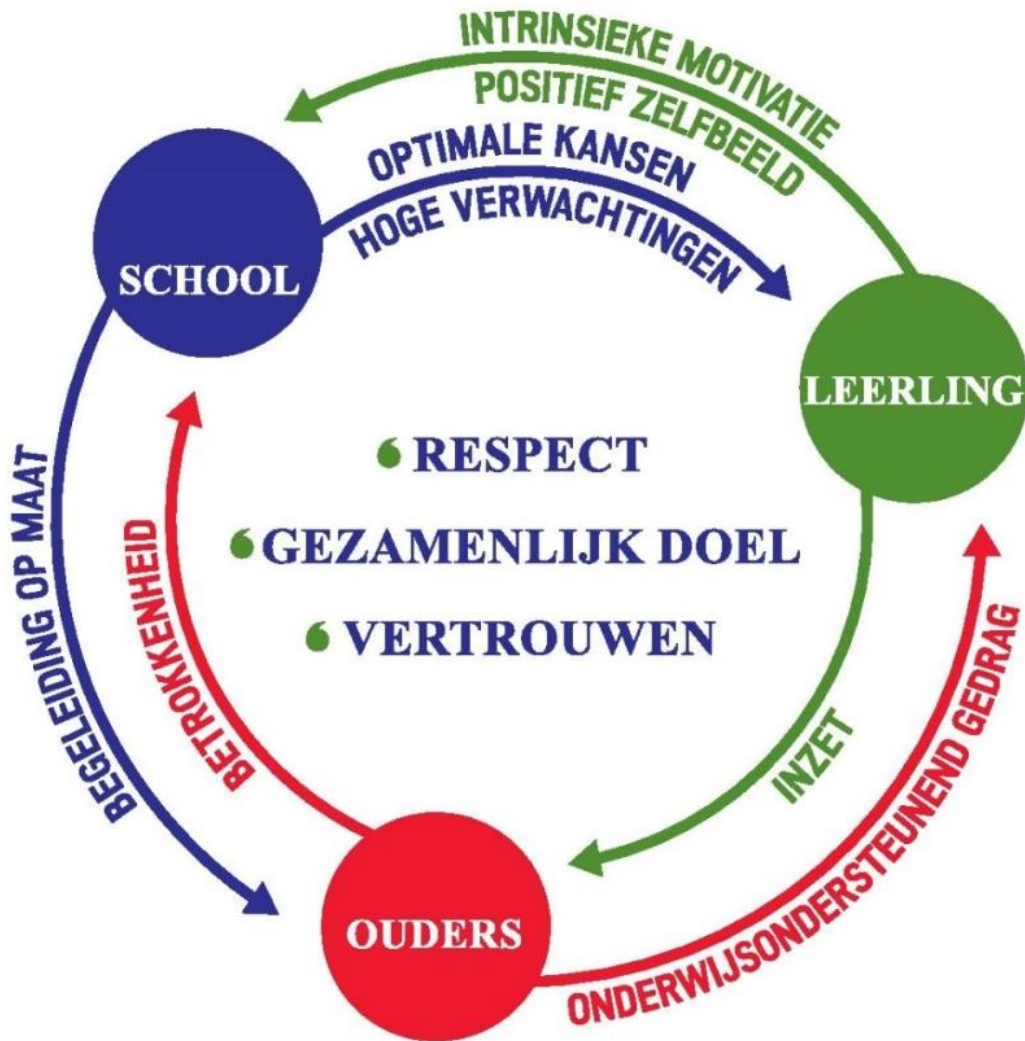 INTRINSIEKE MOTIVATIE
POSITIEF ZELFBEELD
OPTIMALE KANSEN
HOGE VERWACHTINGEN
SCHOOL
LEERLING
RESPECT
GEZAMENLIJK DOEL
VERTROUWEN
BEGELEIDING OP MAAT
BETROKKENHEID
INZET
ONDERWIJSONDERSTEUNEND GEDRAG
OUDERS